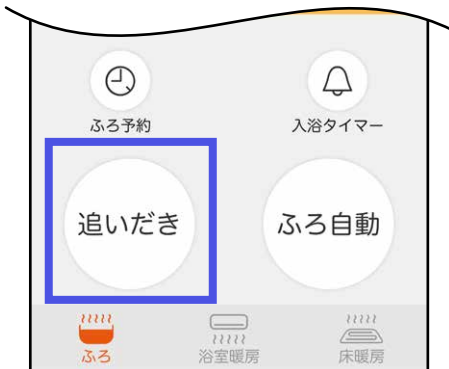 ふろ予約
入浴タイマー
追いだき
ふろ自動
ふろ
浴室暖房
床暖房